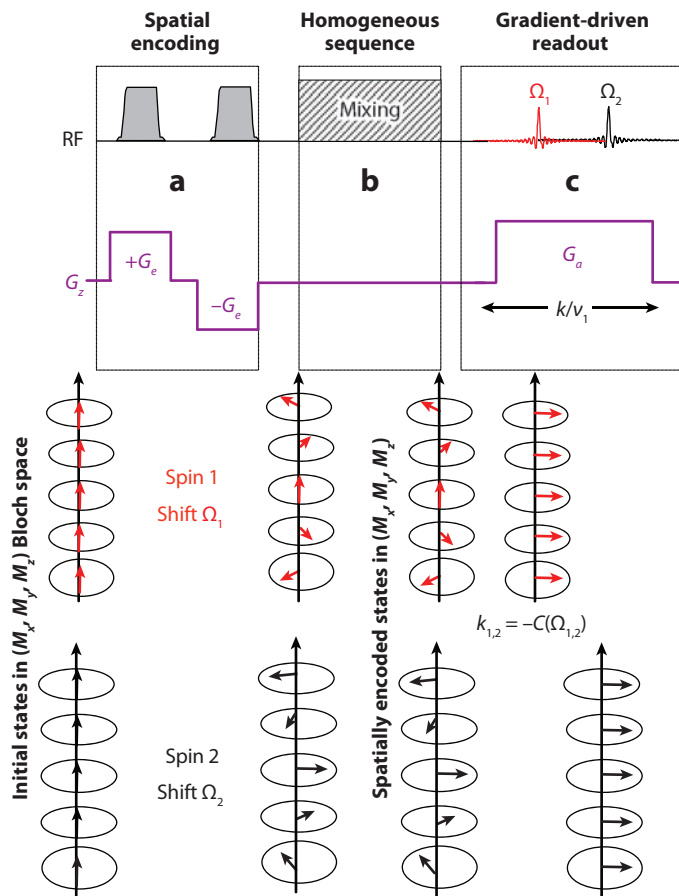 Spatial
encoding
Homogeneous
sequence
Gradient-driven
readout
Ω1
Ω2
Mixing
RF
a
b
c
+Ge
Ga
Gz
–Ge
k/ν1
Initial states in (Mx, My, Mz) Bloch space
Spin 1
Shift Ω1
Spatially encoded states in (Mx, My, Mz)
k1,2 = –C(Ω1,2)
Spin 2
Shift Ω2